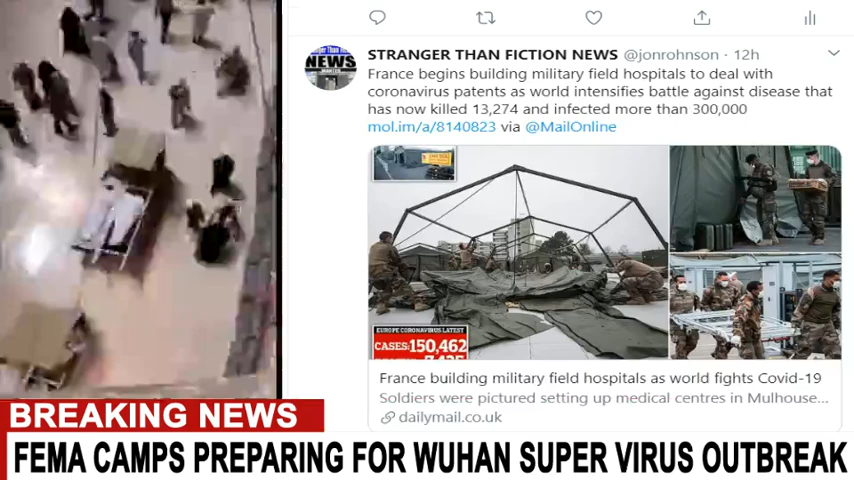 STRANGER THAN FICTION NEWS @jonrohnson · 12h
NEWS
France begins building military field hospitals to deal with
coronavirus patents as world intensifies battle against disease that
has now killed 13,274 and infected more than 300,000
mol.im/a/8140823 via @MailOnline
EUROPE CORONAVIRUS LATEST
CASES:150,462
France building military field hospitals as world fights Covid-19
Soldiers were pictured setting up medical centres in Mulhouse...
dailymail.co.uk
BREAKING NEWS
FEMA CAMPS PREPARING FOR WUHAN SUPER VIRUS OUTBREAK